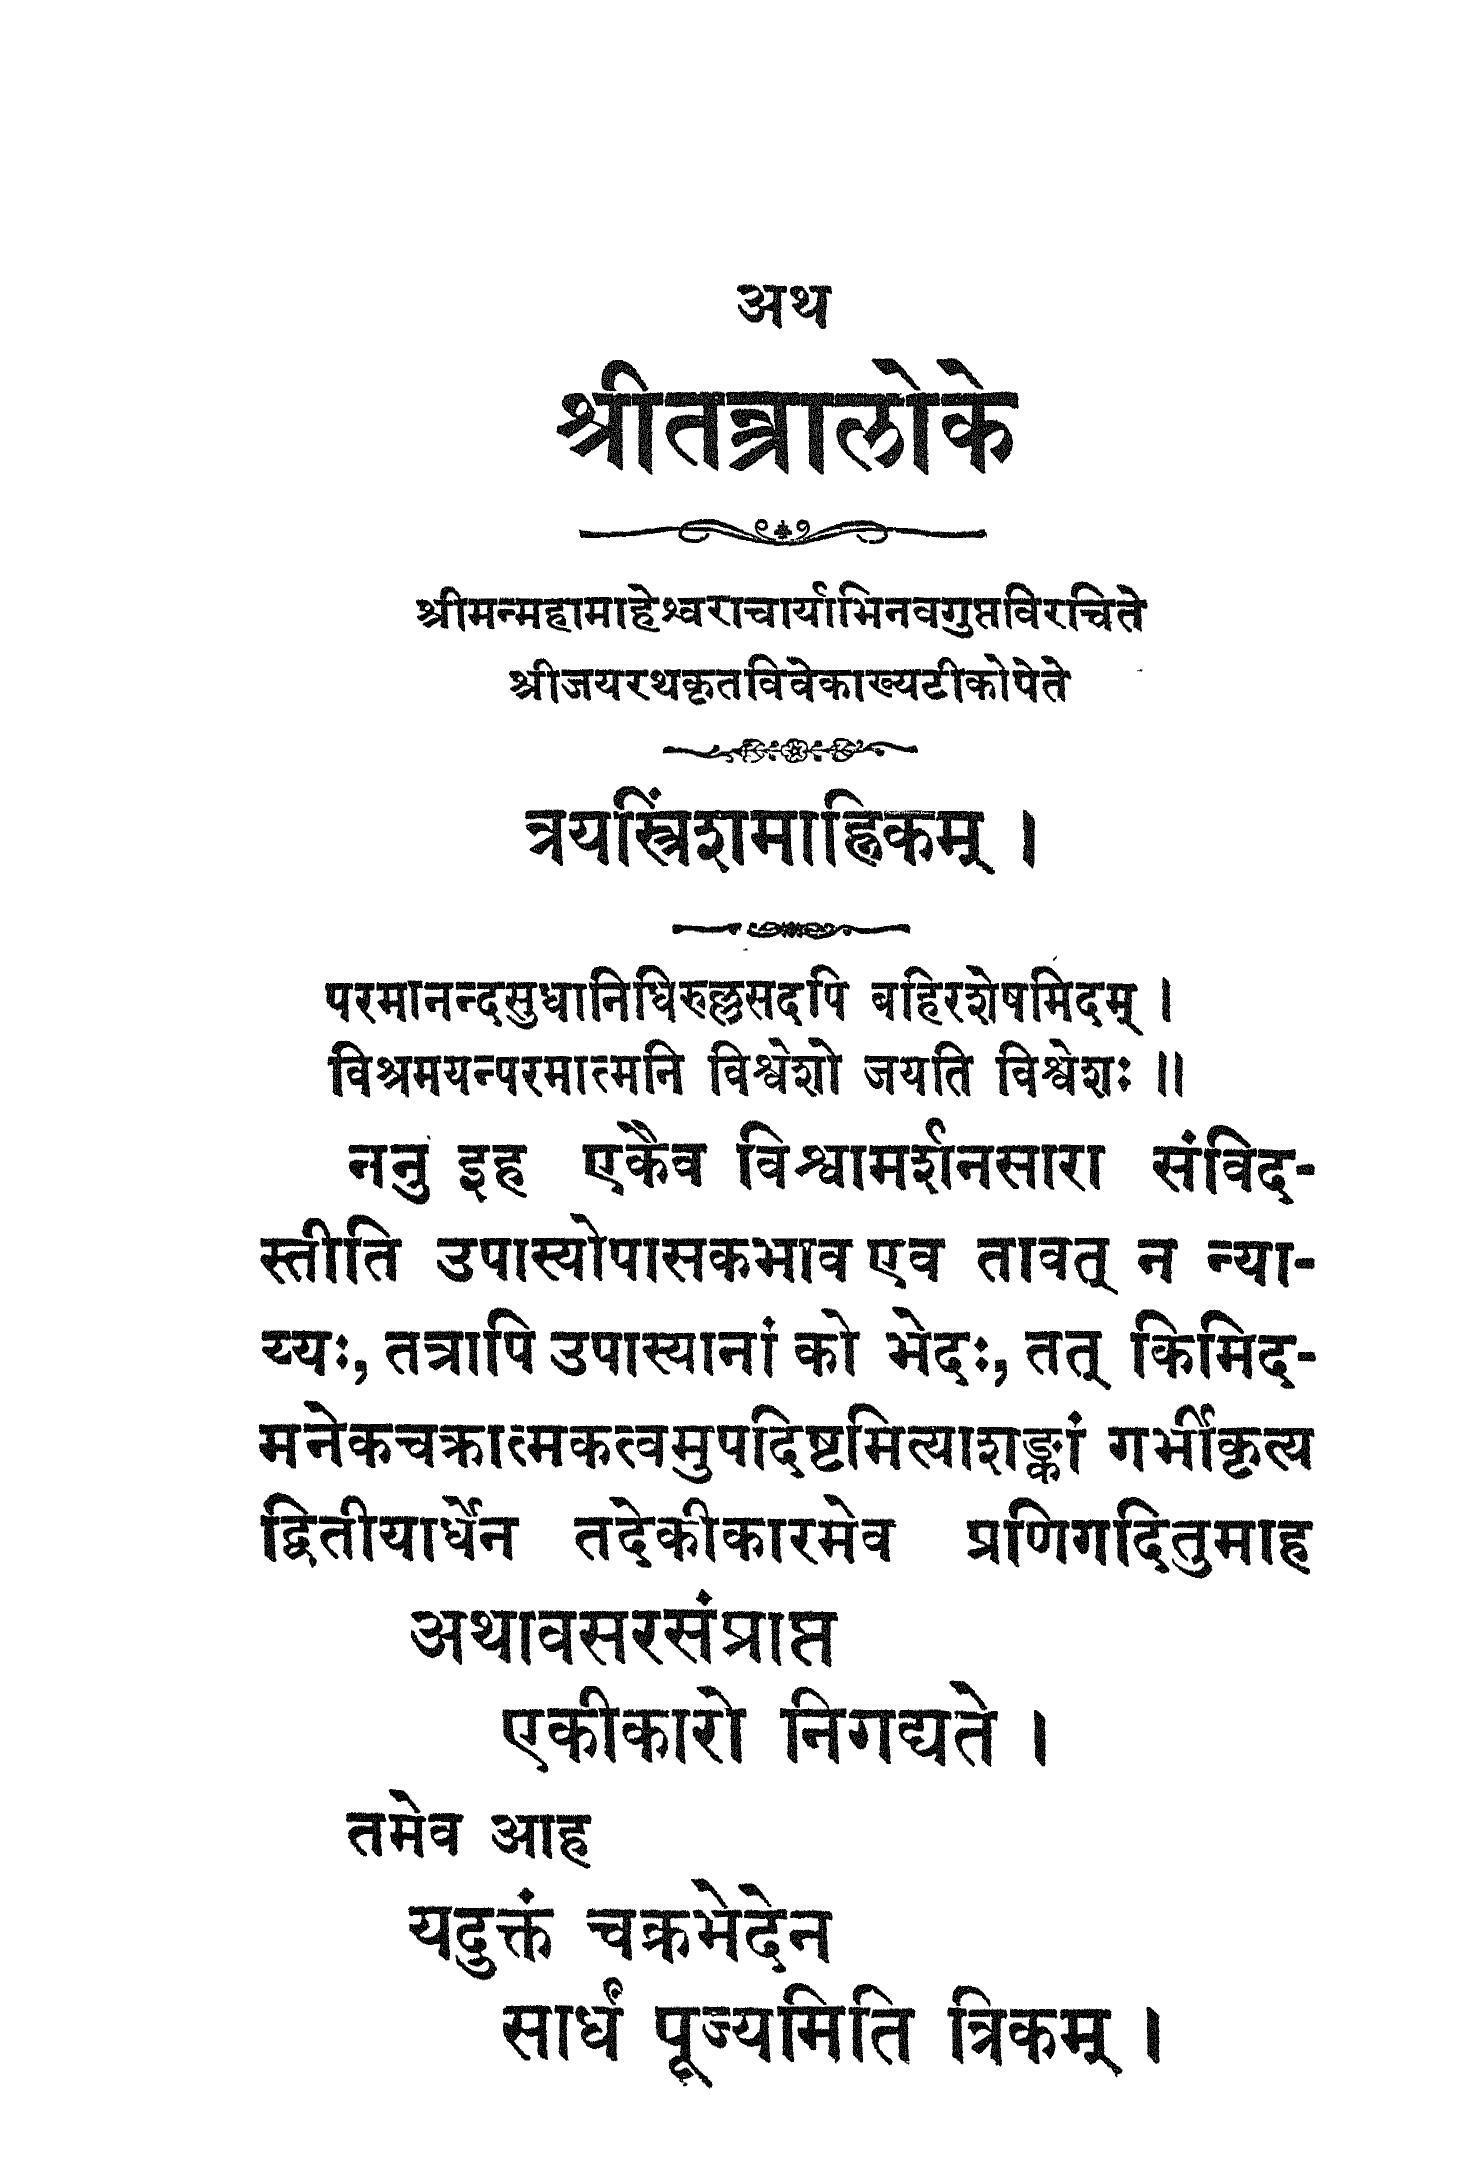 अथ
श्रीतन्त्रालोके
श्रीमन्महामाहेश्वराचार्याभिनवगुप्तविरचिते
श्रीजयरथकृतविवेकाख्यटीकोपेते
त्रयस्त्रिंशमाह्निकम् ।
परमानन्दसुधानिधिरुल्लसदपि बहिरशेषमिदम् ।
विश्रमयन्परमात्मनि विश्वेशो जयति विश्वेशः ॥
ननु इह एकैव विश्वामर्शनसारा संविद-
स्तीति उपास्योपासकभाव एव तावत् न न्या-
य्यः, तत्रापि उपास्यानां को भेदः, तत् किमिद-
मनेकचक्रात्मकत्वमुपदिष्टमित्याशङ्कां गर्भीकृत्य
द्वितीयार्धेन तदेकीकारमेव प्रणिगदितुमाह
अथावसरसंप्राप्त
एकीकारो निगद्यते ।
तमेव आह
यदुक्तं चक्रभेदेन
सार्धं पूज्यमिति त्रिकम् ।